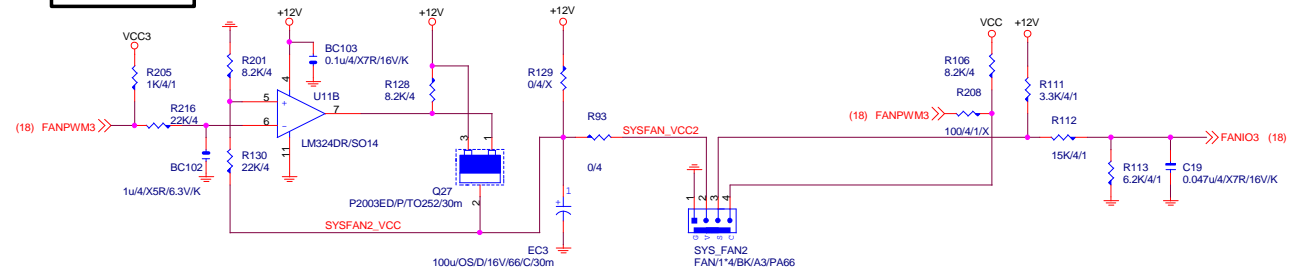 +12V
+12V
+12V
VCC
+12V
VCC3
R201
8.2K/4
BC103
0.1u/4/X7R/16V/K
R205
1K/4/1
R129
0/4/X
R106
8.2K/4
4
U11B
R128
8.2K/4
R111
3.3K/4/1
R216
22K/4
5
+
7
6
-
R208
(18) FANPWM3
R93
(18) FANPWM3
SYSFAN_VCC2
100/4/1/X
R112
FANIO3 (18)
LM324DR/SO14
11
3
1
R130
22K/4
15K/4/1
BC102
0/4
R113
6.2K/4/1
C19
0.047u/4/X7R/16V/K
1u/4/X5R/6.3V/K
Q27
P2003ED/P/TO252/30m
2
1
+
1
2
3
4
SYSFAN2_VCC
G
V
S
C
EC3
100u/OS/D/16V/66/C/30m
SYS_FAN2
FAN/1*4/BK/A3/PA66